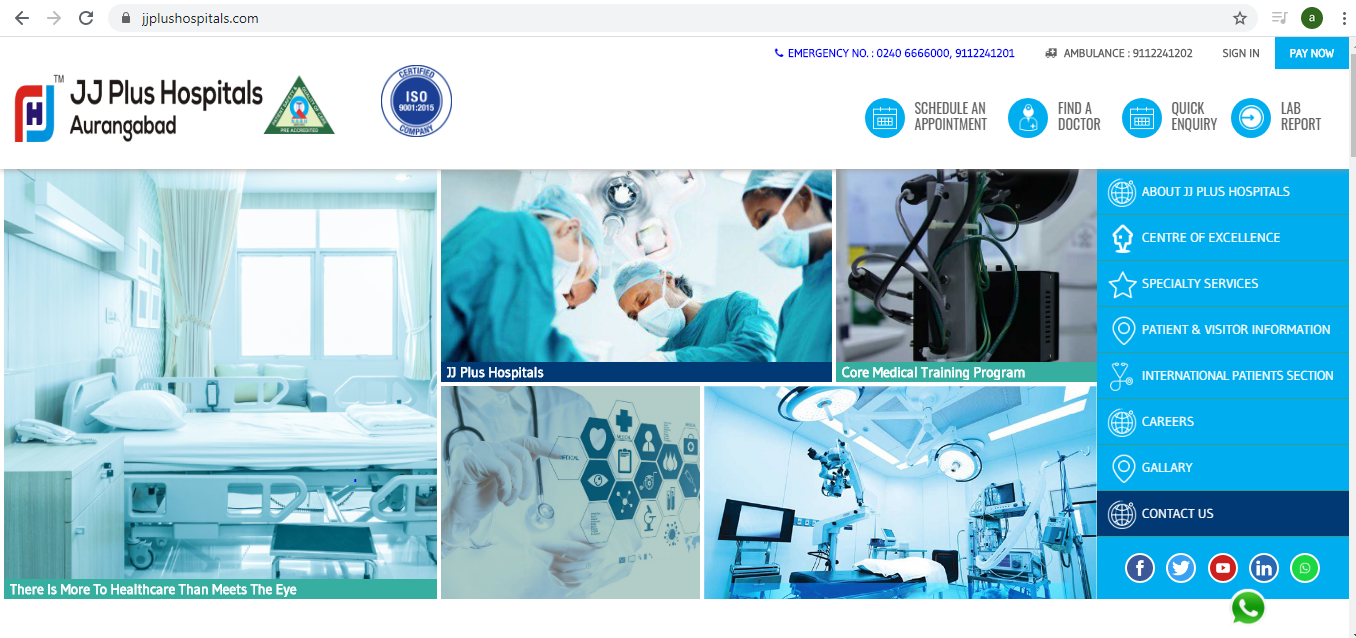 jjplushospitals.com
a
EMERGENCY NO. : 0240 6666000, 9112241201
AMBULANCE : 9112241202
SIGN IN
PAY NOW
JJ Plus Hospitals
TM
Aurangabad
PRE ACCREDITED
CERTIFIED
ISO
9001:2015
COMPANY
SCHEDULE AN
APPOINTMENT
FIND A
DOCTOR
QUICK
ENQUIRY
LAB
REPORT
There Is More To Healthcare Than Meets The Eye
JJ Plus Hospitals
Core Medical Training Program
MEDICAL
ABOUT JJ PLUS HOSPITALS
CENTRE OF EXCELLENCE
SPECIALTY SERVICES
PATIENT & VISITOR INFORMATION
INTERNATIONAL PATIENTS SECTION
CAREERS
GALLARY
CONTACT US